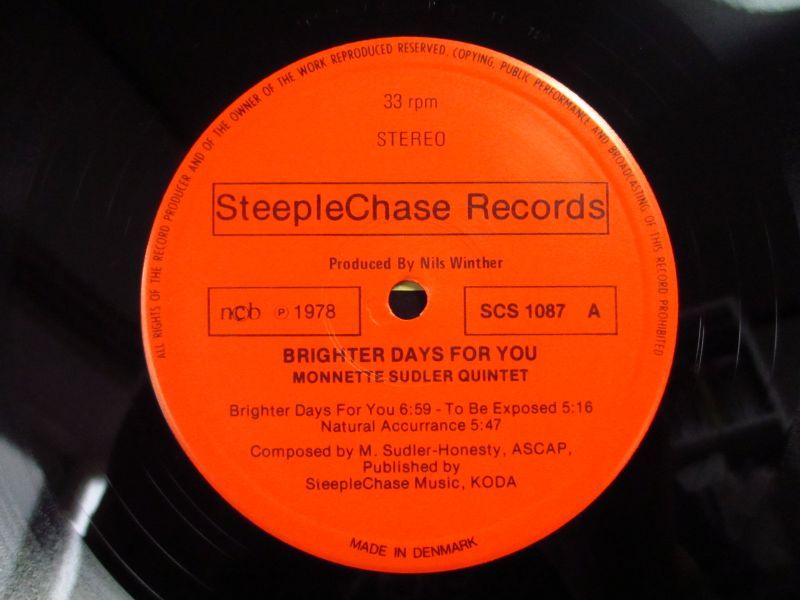 ALL RIGHTS OF THE RECORD PRODUCER AND OF THE OWNER OF THE WORK REPRODUCED RESERVED. COPYING, PUBLIC PERFORMANCE AND BROADCASTING OF THIS RECORD PROHIBITED
33 rpm
STEREO
SteepleChase Records
Produced By Nils Winther
ncb ℗ 1978
SCS 1087 A
BRIGHTER DAYS FOR YOU
MONNETTE SUDLER QUINTET
Brighter Days For You 6:59 - To Be Exposed 5:16
Natural Accurrance 5:47
Composed by M. Sudler-Honesty, ASCAP,
Published by
SteepleChase Music, KODA
MADE IN DENMARK